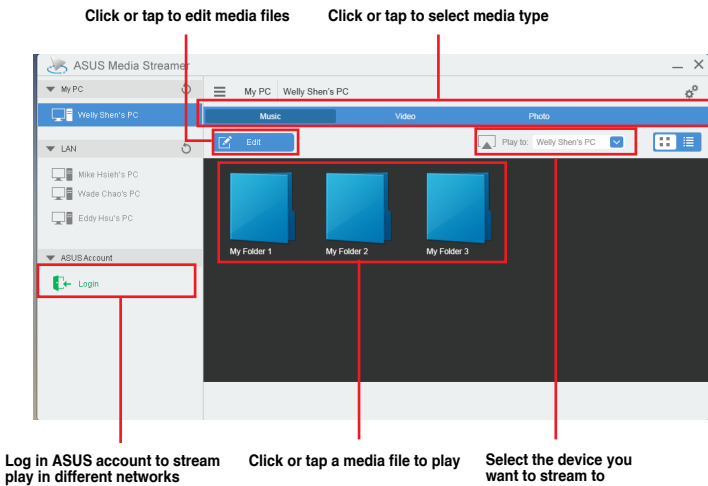 Click or tap to edit media files
Click or tap to select media type
ASUS Media Streamer
My PC
My PC Welly Shen's PC
Welly Shen's PC
Music Video Photo
Edit
Play to: Welly Shen's PC
LAN
Mike Hsieh's PC
Wade Chao's PC
Eddy Hsu's PC
My Folder 1 My Folder 2 My Folder 3
ASUS Account
Login
Log in ASUS account to stream
play in different networks
Click or tap a media file to play
Select the device you
want to stream to